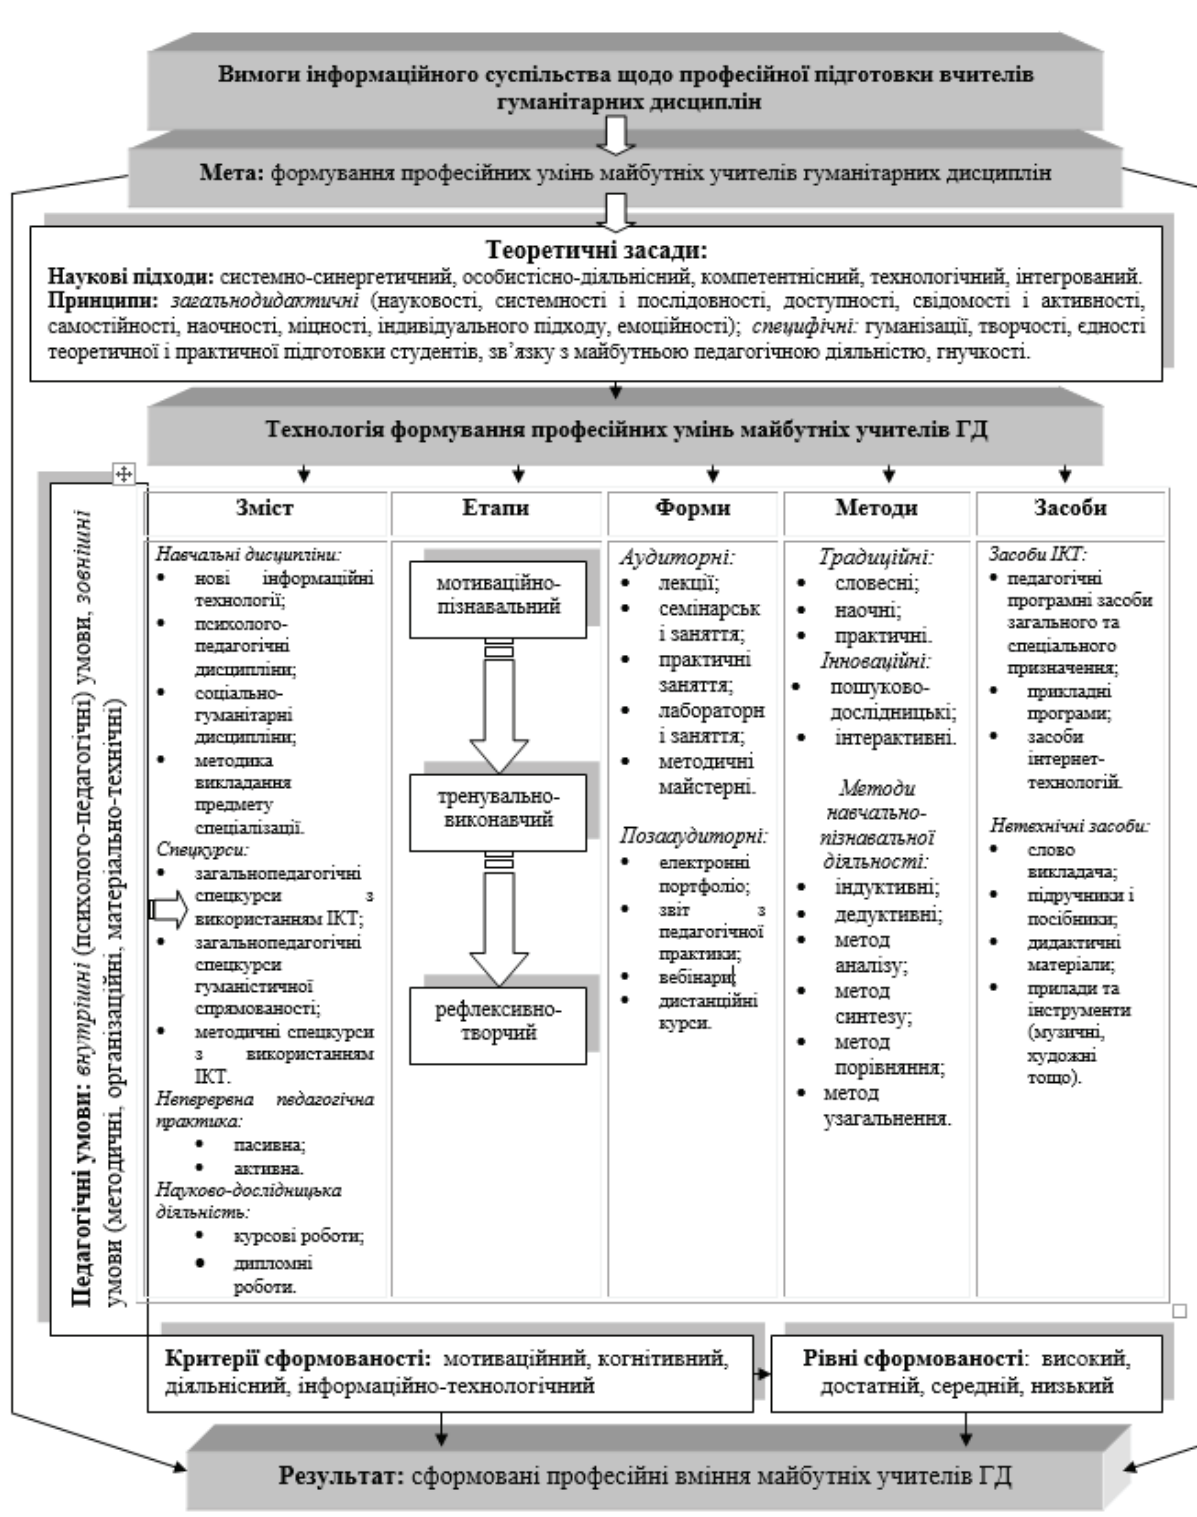 Вимоги інформаційного суспільства щодо професійної підготовки вчителів
гуманітарних дисциплін
Мета: формування професійних умінь майбутніх учителів гуманітарних дисциплін
Теоретичні засади:
Наукові підходи: системно-синергетичний, особистісно-діяльнісний, компетентнісний, технологічний, інтегрований.
Принципи: загальнодидактичні (науковості, системності і послідовності, доступності, свідомості і активності,
самостійності, наочності, міцності, індивідуального підходу, емоційності); специфічні: гуманізації, творчості, єдності
теоретичної і практичної підготовки студентів, зв’язку з майбутньою педагогічною діяльністю, гнучкості.
Технологія формування професійних умінь майбутніх учителів ГД
Педагогічні умови: внутрішні (психолого-педагогічні) умови, зовнішні
умови (методичні, організаційні, матеріально-технічні)
Зміст
Навчальні дисципліни:
• нові інформаційні
технології;
• психолого-
педагогічні
дисципліни;
• соціально-
гуманітарні
дисципліни;
• методика
викладання
предмету
спеціалізації.
Спецкурси:
• загальнопедагогічні
спецкурси з
використанням ІКТ;
• загальнопедагогічні
спецкурси
гуманістичної
спрямованості;
• методичні спецкурси
з використанням
ІКТ.
Неперервна педагогічна
практика:
• пасивна;
• активна.
Науково-дослідницька
діяльність:
• курсові роботи;
• дипломні
роботи.
Етапи
мотиваційно-
пізнавальний
тренувально-
виконавчий
рефлексивно-
творчий
Форми
Аудиторні:
• лекції;
• семінарськ
і заняття;
• практичні
заняття;
• лабораторн
і заняття;
• методичні
майстерні.
Позааудиторні:
• електронні
портфоліо;
• звіт з
педагогічної
практики;
• вебінари;
• дистанційні
курси.
Методи
Традиційні:
• словесні;
• наочні;
• практичні.
Інноваційні:
• пошуково-
дослідницькі;
• інтерактивні.
Методи
навчально-
пізнавальної
діяльності:
• індуктивні;
• дедуктивні;
• метод
аналізу;
• метод
синтезу;
• метод
порівняння;
• метод
узагальнення.
Засоби
Засоби ІКТ:
• педагогічні
програмні засоби
загального та
спеціального
призначення;
• прикладні
програми;
• засоби
інтернет-
технологій.
Нетехнічні засоби:
• слово
викладача;
• підручники і
посібники;
• дидактичні
матеріали;
• прилади та
інструменти
(музичні,
художні
тощо).
Критерії сформованості: мотиваційний, когнітивний,
діяльнісний, інформаційно-технологічний
Рівні сформованості: високий,
достатній, середній, низький
Результат: сформовані професійні вміння майбутніх учителів ГД